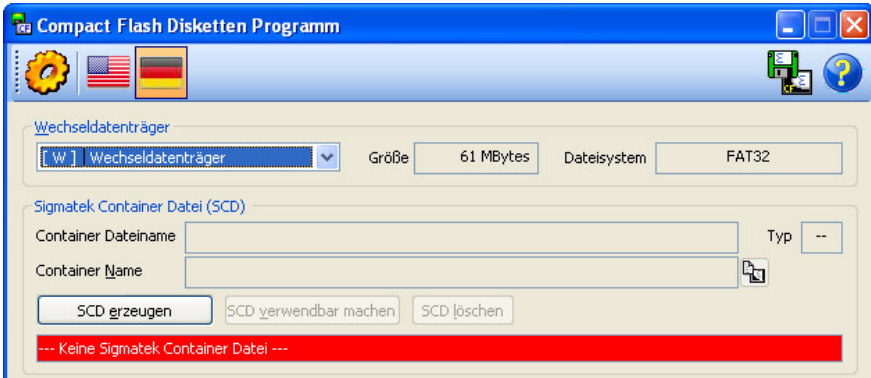 Compact Flash Disketten Programm
Wechseldatenträger
[ W ] Wechseldatenträger Größe 61 MBytes Dateisystem FAT32
Sigmatek Container Datei (SCD)
Container Dateiname Typ --
Container Name
SCD erzeugen SCD verwendbar machen SCD löschen
--- Keine Sigmatek Container Datei ---